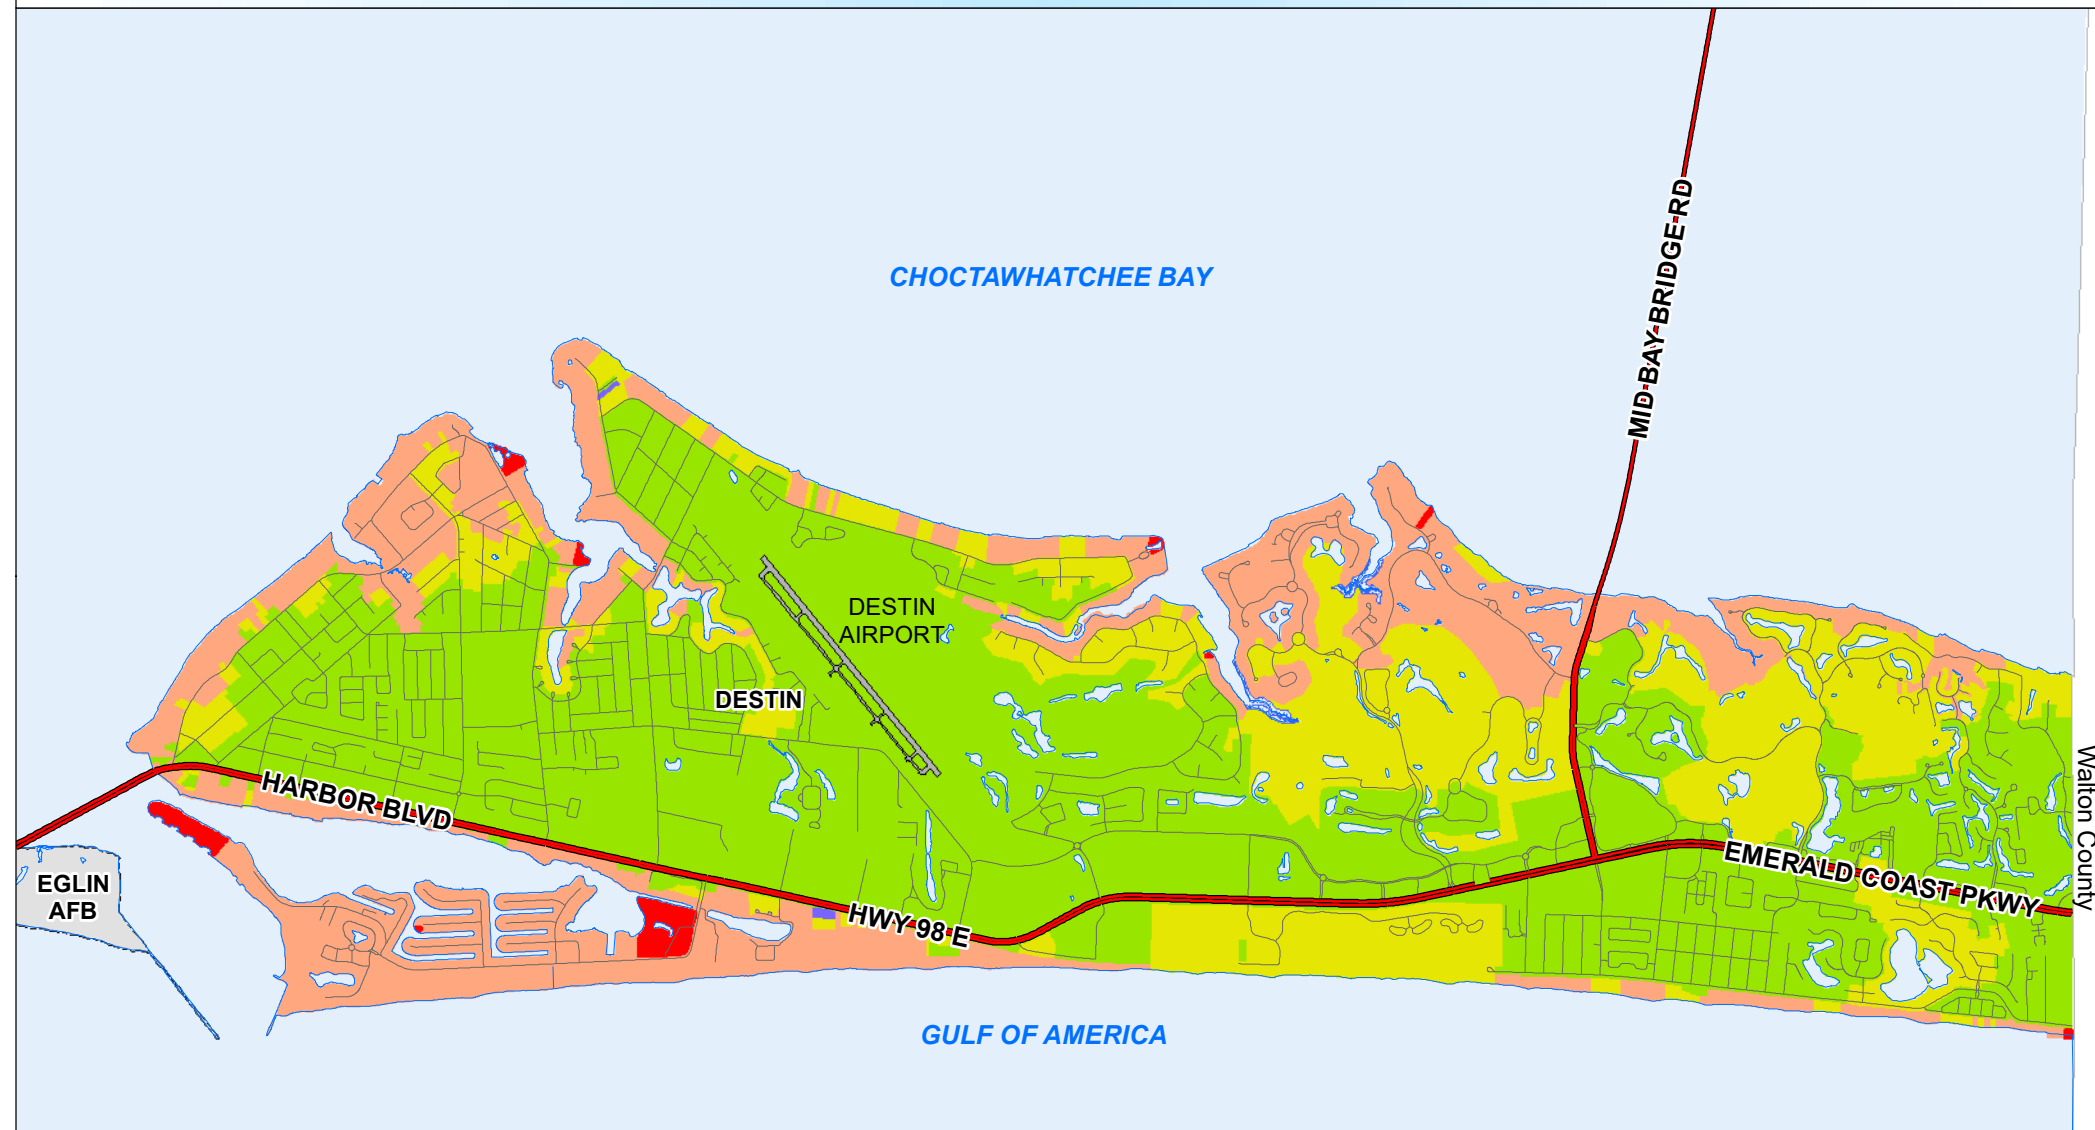 CHOCTAWHATCHEE BAY
MID BAY BRIDGE RD
DESTIN
AIRPORT
DESTIN
HARBOR BLVD
HWY 98 E
EMERALD COAST PKWY
Walton County
EGLIN
AFB
GULF OF AMERICA